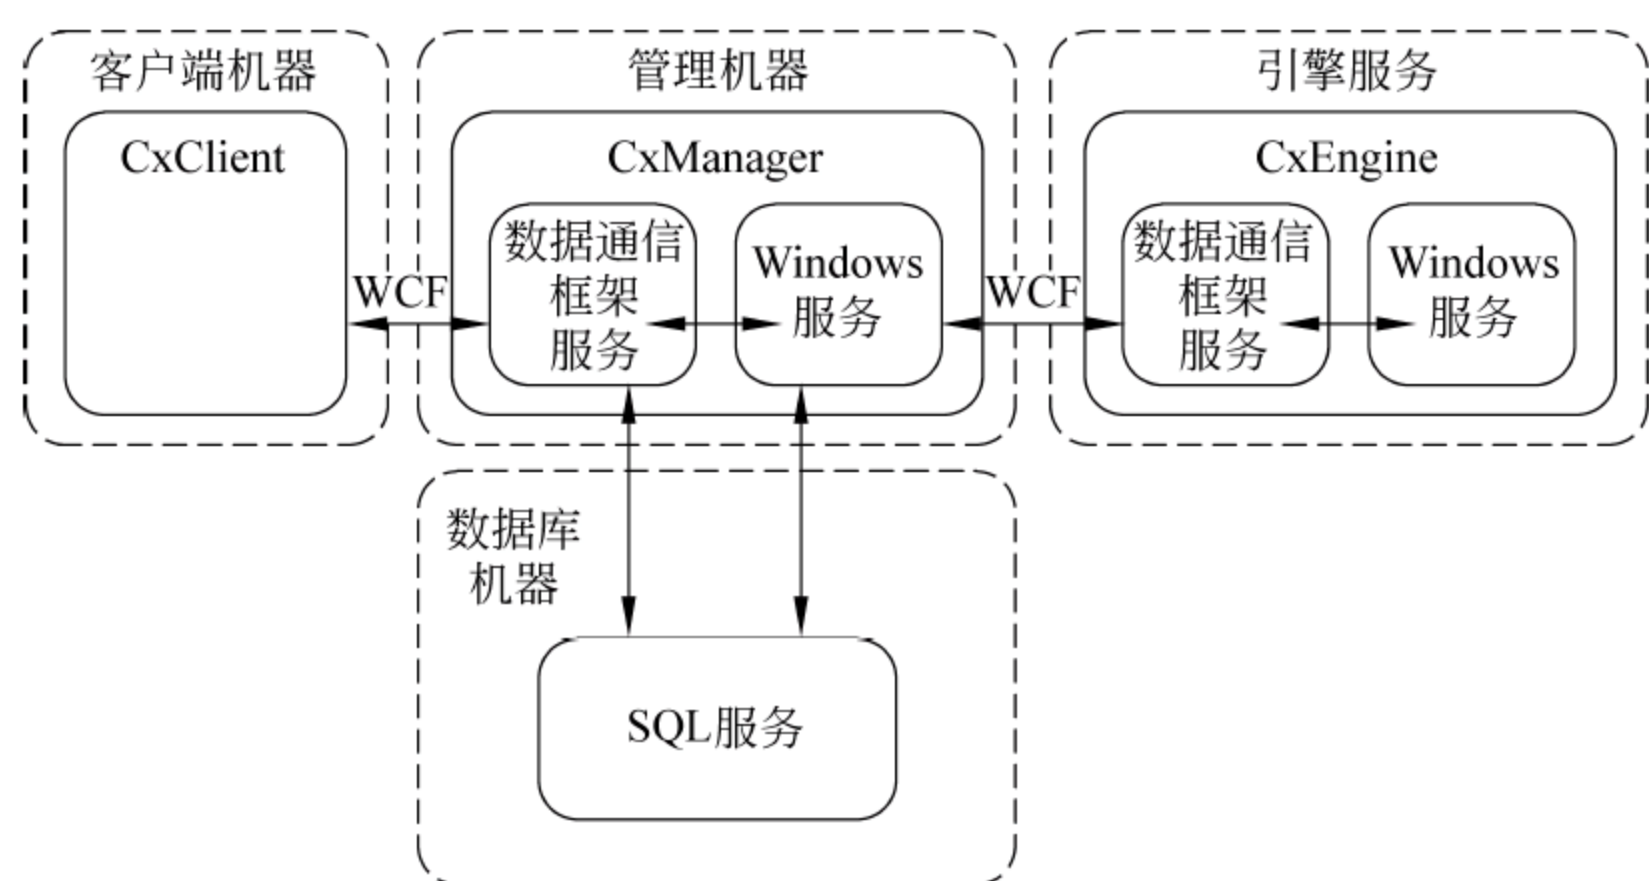 客户端机器
CxClient
WCF
管理机器
CxManager
数据通信
框架
服务
Windows
服务
WCF
引擎服务
CxEngine
数据通信
框架
服务
Windows
服务
数据库
机器
SQL服务